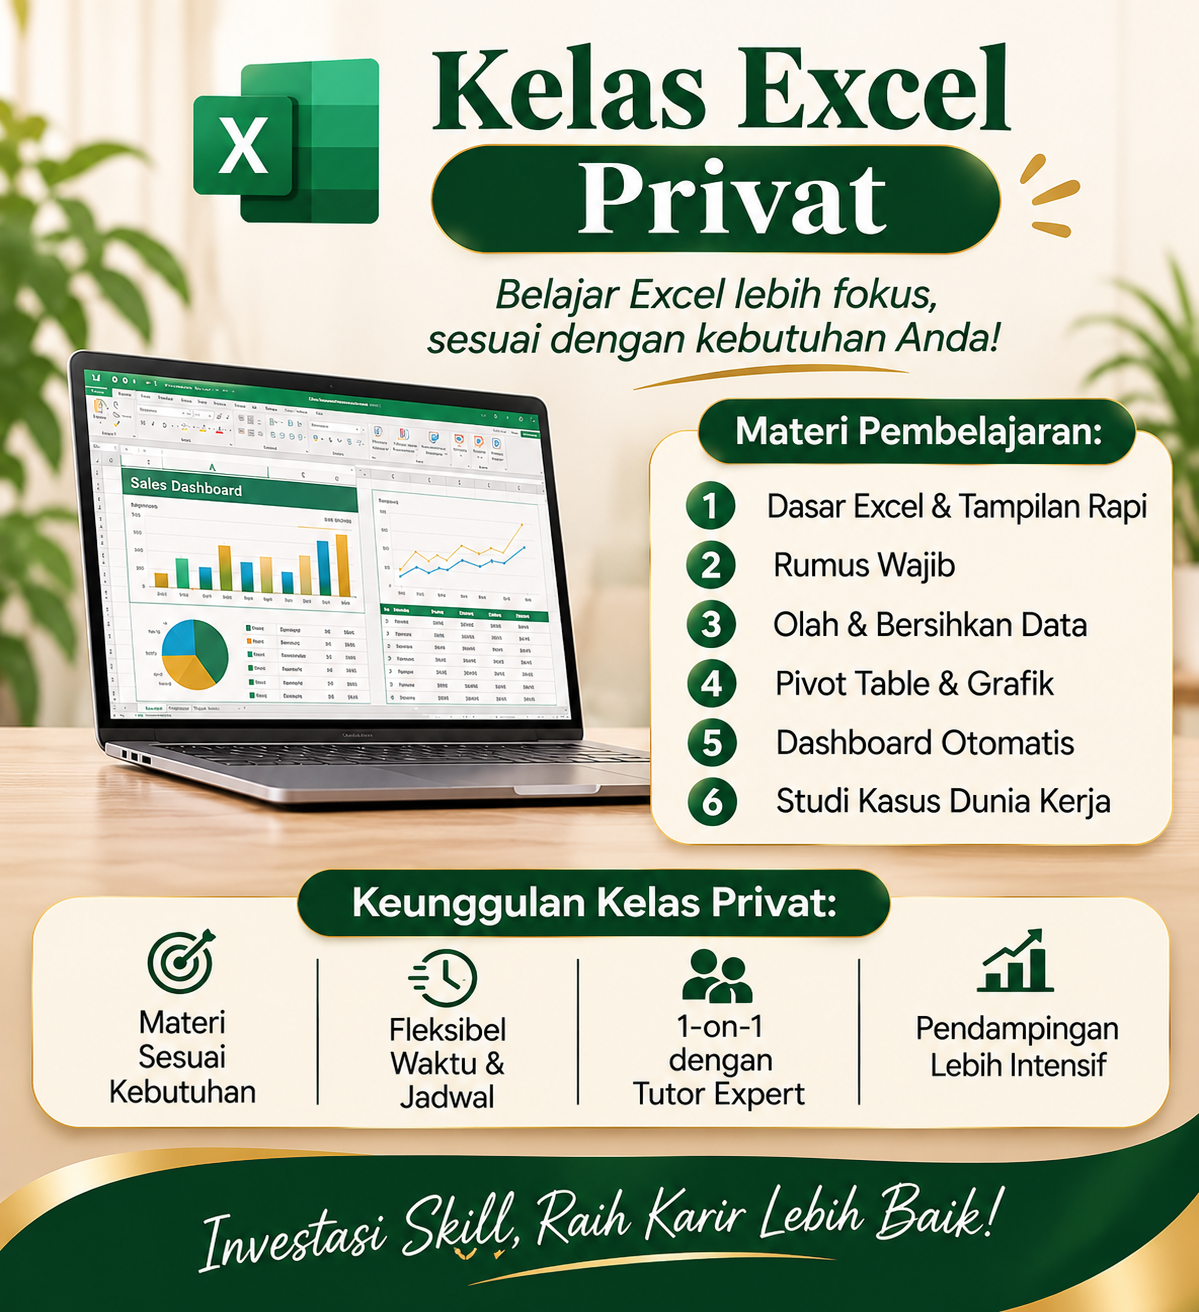 X
Kelas Excel
Privat
Belajar Excel lebih fokus,
sesuai dengan kebutuhan Anda!
Sales Dashboard
Materi Pembelajaran:
1 Dasar Excel & Tampilan Rapi
2 Rumus Wajib
3 Olah & Bersihkan Data
4 Pivot Table & Grafik
5 Dashboard Otomatis
6 Studi Kasus Dunia Kerja
Keunggulan Kelas Privat:
Materi
Sesuai
Kebutuhan
Fleksibel
Waktu &
Jadwal
1-on-1
dengan
Tutor Expert
Pendampingan
Lebih Intensif
Investasi Skill, Raih Karir Lebih Baik!